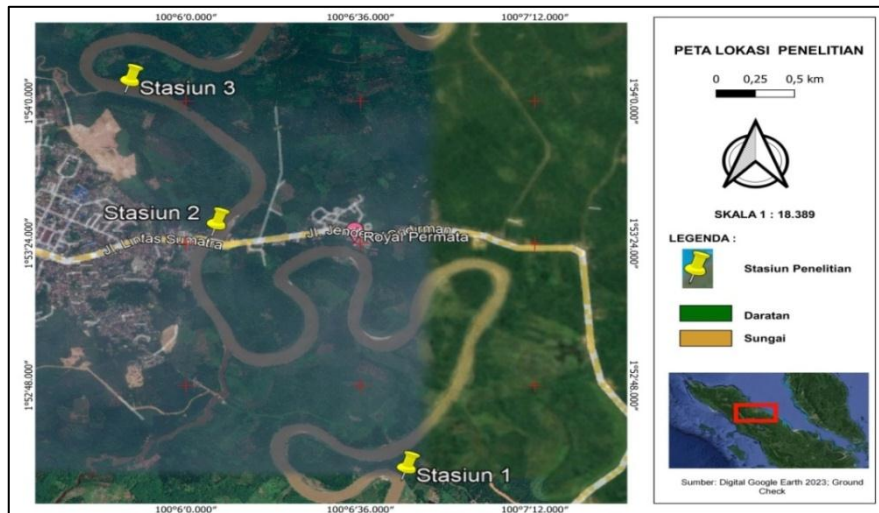 100°6'0.000"
100°6'36.000"
100°7'12.000"
1°54'0.000"
1°54'0.000"
Stasiun 3
Stasiun 2
Jl. Lintas Sumatra
Royal Permata
1°53'24.000"
1°53'24.000"
1°52'48.000"
1°52'48.000"
Stasiun 1
100°6'0.000"
100°6'36.000"
100°7'12.000"
PETA LOKASI PENELITIAN
0 0,25 0,5 km
SKALA 1 : 18.389
LEGENDA :
Stasiun Penelitian
Daratan
Sungai
Sumber: Digital Google Earth 2023; Ground
Check